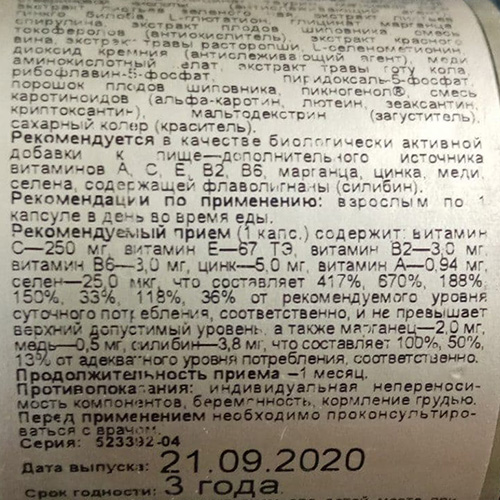 спирулина, экстракт плодов шиповника, смесь
токоферолов (антиокислитель), экстракт красного
вина, экстракт травы расторопши, L-селенометионин,
диоксид кремния (антислеживающий агент), меди
аминокислотный хелат, экстракт травы готу кола,
рибофлавин-5-фосфат, пиридоксаль-5-фосфат,
порошок плодов шиповника, пикногенол®, смесь
каротиноидов (альфа-каротин, лютеин, зеаксантин,
криптоксантин), мальтодекстрин (загуститель),
сахарный колер (краситель).
Рекомендуется в качестве биологически активной
добавки к пище—дополнительного источника
витаминов А, С, Е, В2, В6, марганца, цинка, меди,
селена, содержащей флаволигнаны (силибин).
Рекомендации по применению: взрослым по 1
капсуле в день во время еды.
Рекомендуемый прием (1 капс.) содержит: витамин
С—250 мг, витамин Е—67 ТЭ, витамин В2—3,0 мг,
витамин В6—3,0 мг, цинк—5,0 мг, витамин А—0,94 мг,
селен—25,0 мкг, что составляет 417%, 670%, 188%,
150%, 33%, 118%, 36% от рекомендуемого уровня
суточного потребления, соответственно, и не превышает
верхний допустимый уровень, а также марганец—2,0 мг,
медь—0,5 мг, силибин—3,8 мг, что составляет 100%, 50%,
13% от адекватного уровня потребления, соответственно.
Продолжительность приема –1 месяц.
Противопоказания: индивидуальная непереноси-
мость компонентов, беременность, кормление грудью.
Перед применением необходимо проконсультиро-
ваться с врачом.
Серия: 523392-04
Дата выпуска: 21.09.2020
Срок годности: 3 года